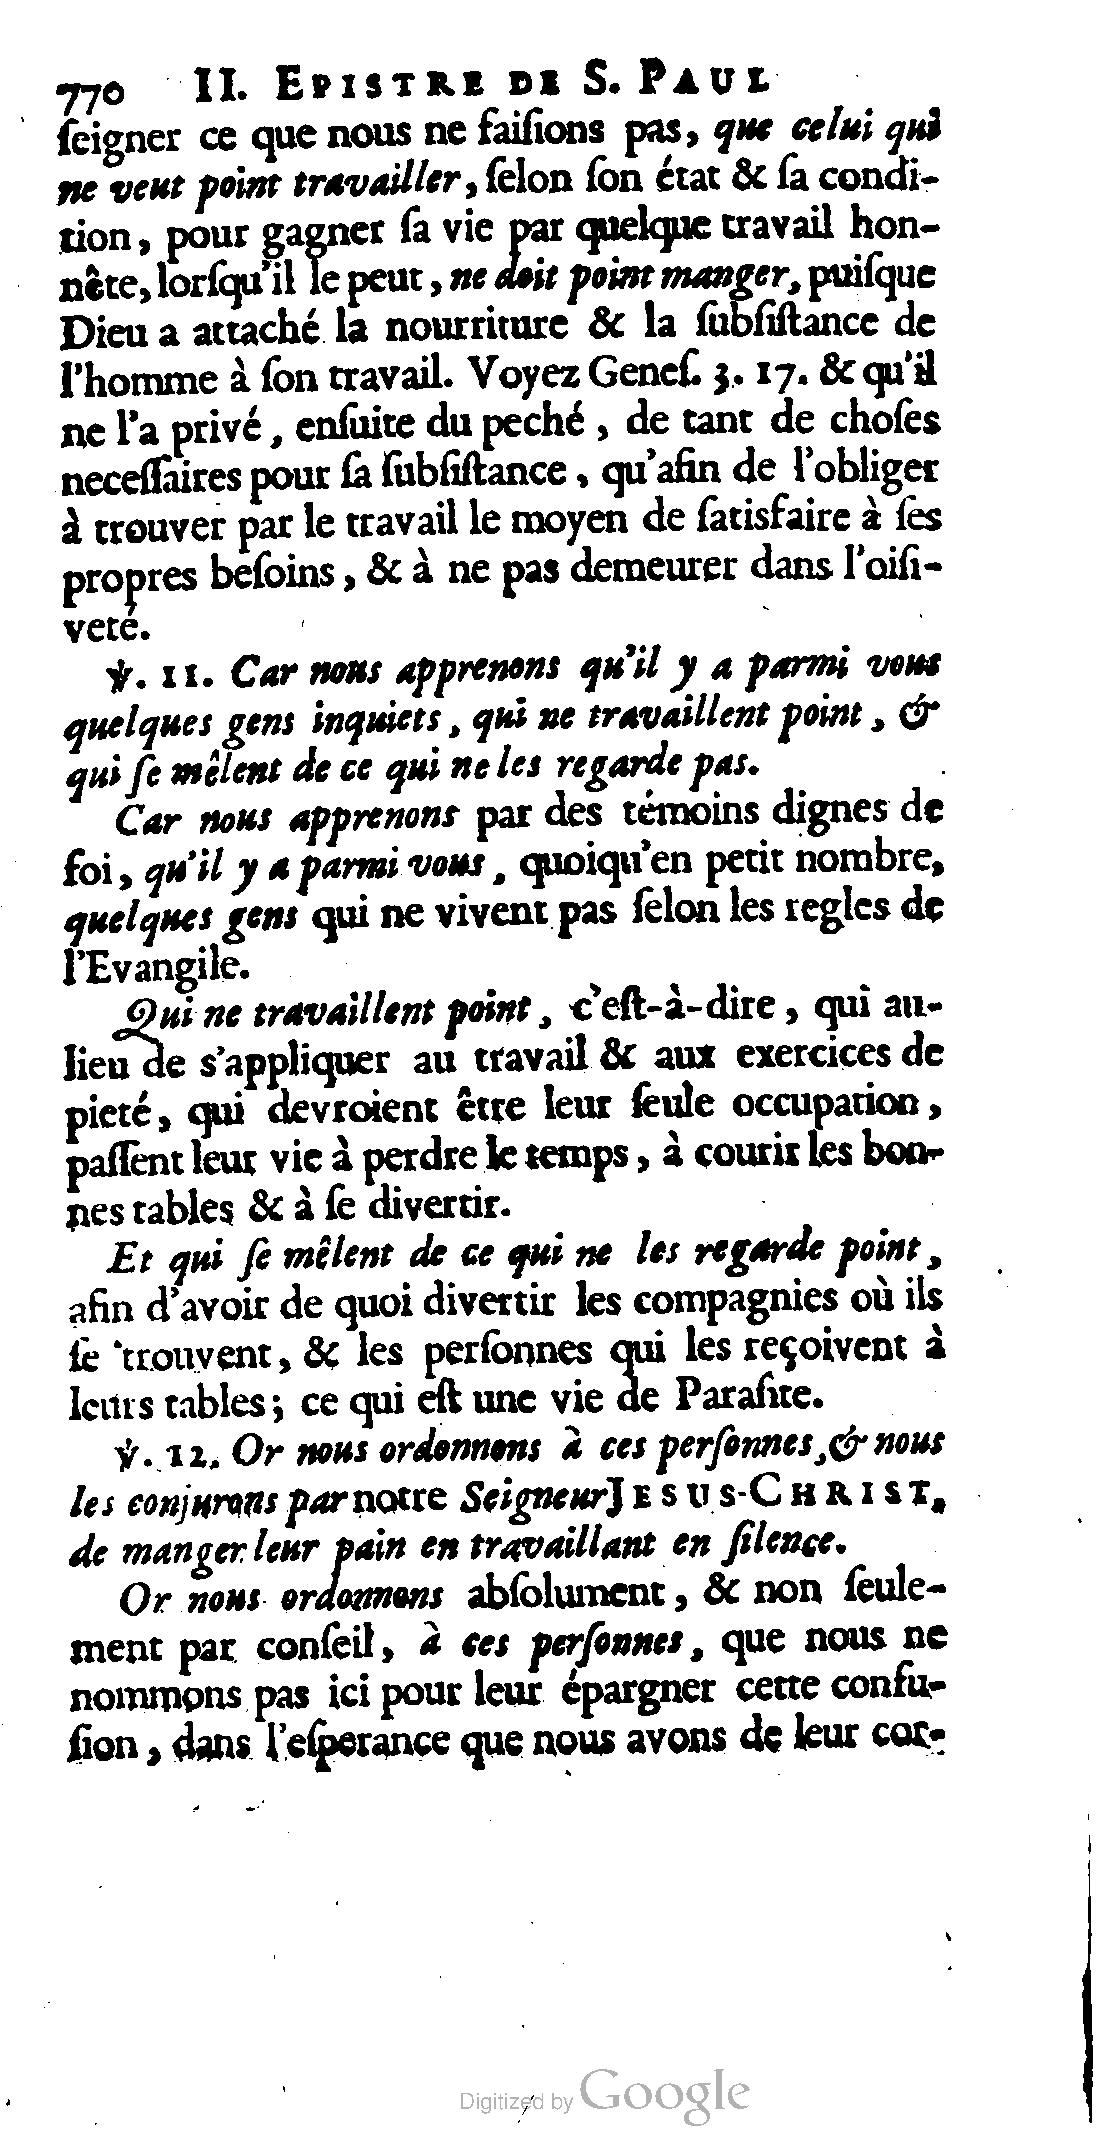 770 II. EPISTRE DE S. PAUL
ſeigner ce que nous ne faiſions pas, que celui qui
ne veut point travailler, ſelon ſon état & ſa condi-
tion, pour gagner ſa vie par quelque travail hon-
nête, lorſqu'il le peut, ne doit point manger, puiſque
Dieu a attaché la nourriture & la ſubſiſtance de
l'homme à ſon travail. Voyez Geneſ. 3. 17. & qu'il
ne l'a privé, enſuite du peché, de tant de choſes
neceſſaires pour ſa ſubſiſtance, qu'afin de l'obliger
à trouver par le travail le moyen de ſatisfaire à ſes
propres beſoins, & à ne pas demeurer dans l'oiſi-
veté.
℣. 11. Car nous apprenons qu'il y a parmi vous
quelques gens inquiets, qui ne travaillent point, &
qui ſe mêlent de ce qui ne les regarde pas.
Car nous apprenons par des témoins dignes de
foi, qu'il y a parmi vous, quoiqu'en petit nombre,
quelques gens qui ne vivent pas ſelon les regles de
l'Evangile.
Qui ne travaillent point, c'eſt-à-dire, qui au-
lieu de s'appliquer au travail & aux exercices de
pieté, qui devroient être leur ſeule occupation,
paſſent leur vie à perdre le temps, à courir les bon-
nes tables & à ſe divertir.
Et qui ſe mêlent de ce qui ne les regarde point,
afin d'avoir de quoi divertir les compagnies où ils
ſe trouvent, & les perſonnes qui les reçoivent à
leurs tables; ce qui eſt une vie de Paraſite.
℣. 12. Or nous ordonnons à ces perſonnes, & nous
les conjurons par notre Seigneur JESUS-CHRIST,
de manger leur pain en travaillant en ſilence.
Or nous ordonnons abſolument, & non ſeule-
ment par conſeil, à ces perſonnes, que nous ne
nommons pas ici pour leur épargner cette confu-
ſion, dans l'eſperance que nous avons de leur cor-
Digitized by Google